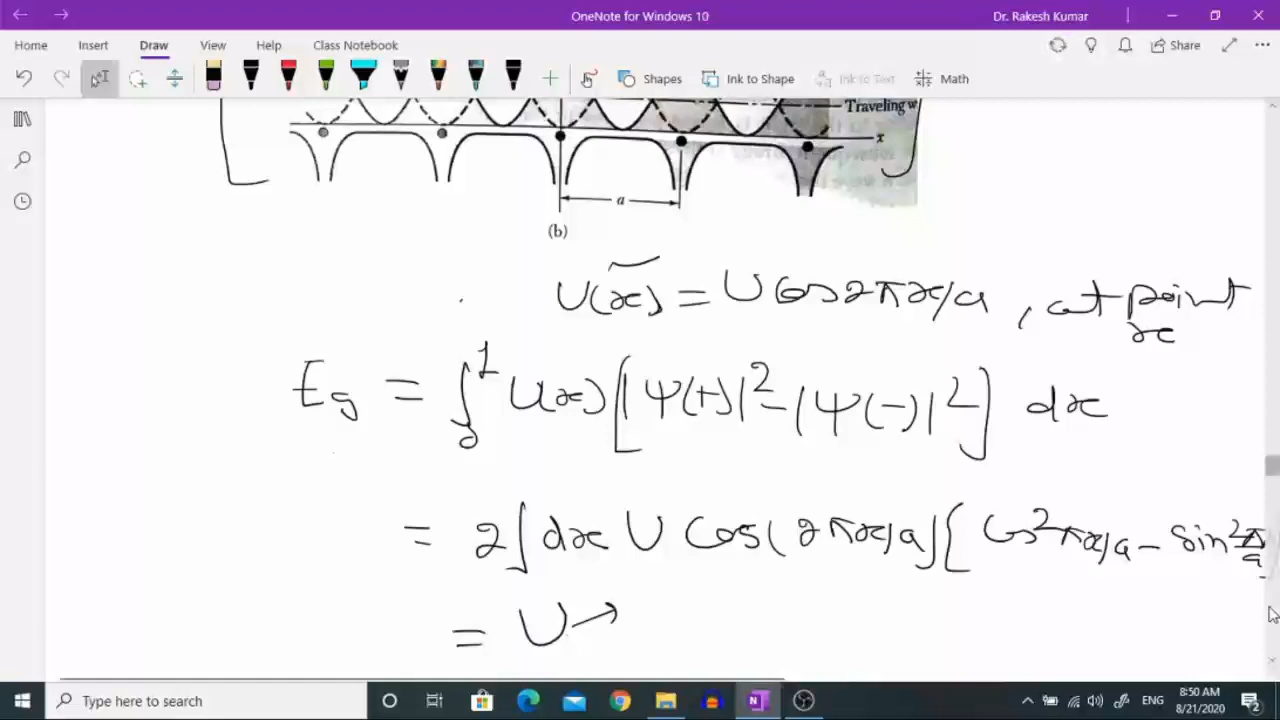 OneNote for Windows 10
Dr. Rakesh Kumar
Home Insert Draw View Help Class Notebook Share
Shapes Ink to Shape Ink to Text Math
Traveling w
x
a
(b)
U(x) = U Cos 2πx/a , at point x
Eg = ∫₀¹ U(x) [|ψ(+)|² - |ψ(-)|²] dx
= 2∫ dx U Cos(2πx/a) [Cos²πx/a - Sin²π/a
= U →
Type here to search
ENG
8:50 AM
8/21/2020
2